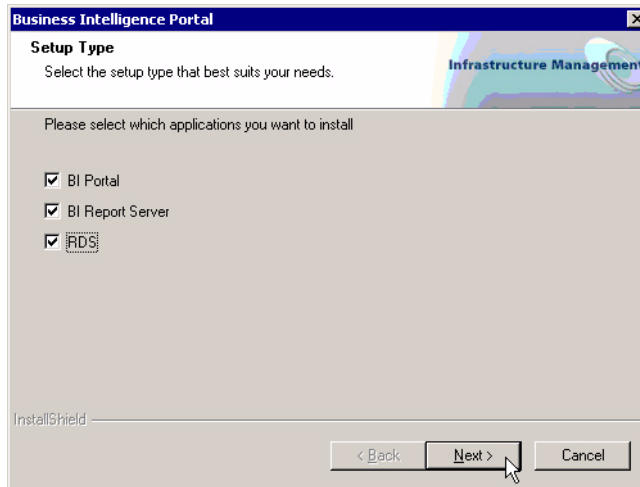 Business Intelligence Portal
Setup Type
Select the setup type that best suits your needs.
Infrastructure Management
Please select which applications you want to install
BI Portal
BI Report Server
RDS
InstallShield
< Back
Next >
Cancel